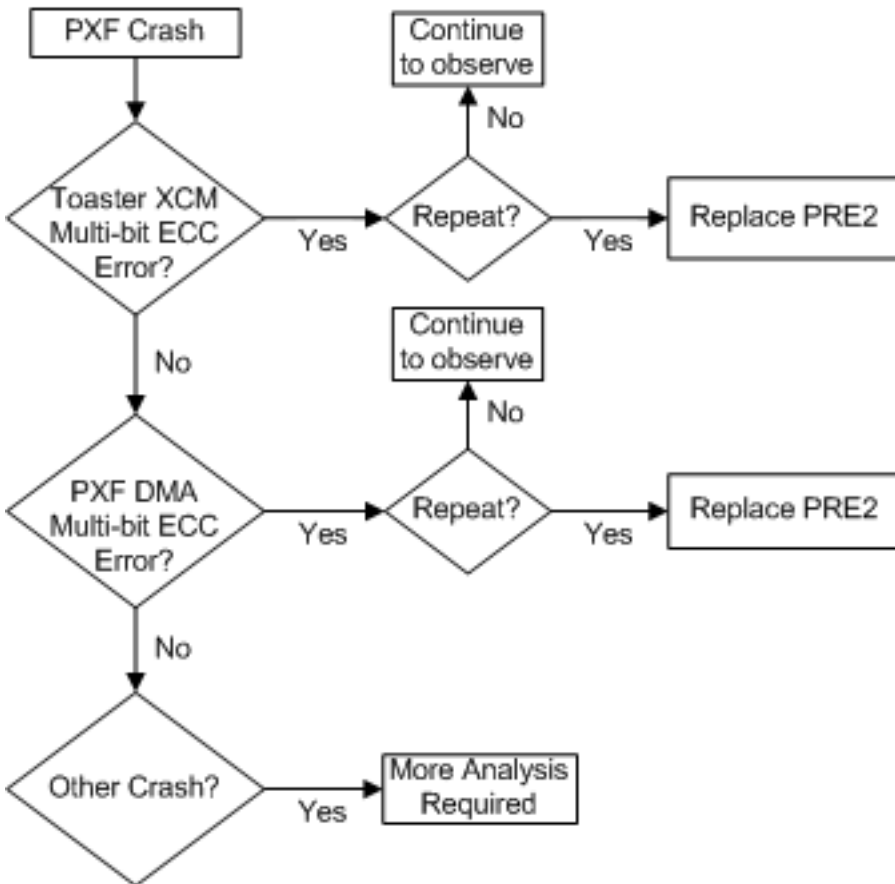 PXF Crash
Continue
to observe
No
Toaster XCM
Multi-bit ECC
Error?
Yes
Repeat?
Yes
Replace PRE2
No
Continue
to observe
No
PXF DMA
Multi-bit ECC
Error?
Yes
Repeat?
Yes
Replace PRE2
No
Other Crash?
Yes
More Analysis
Required